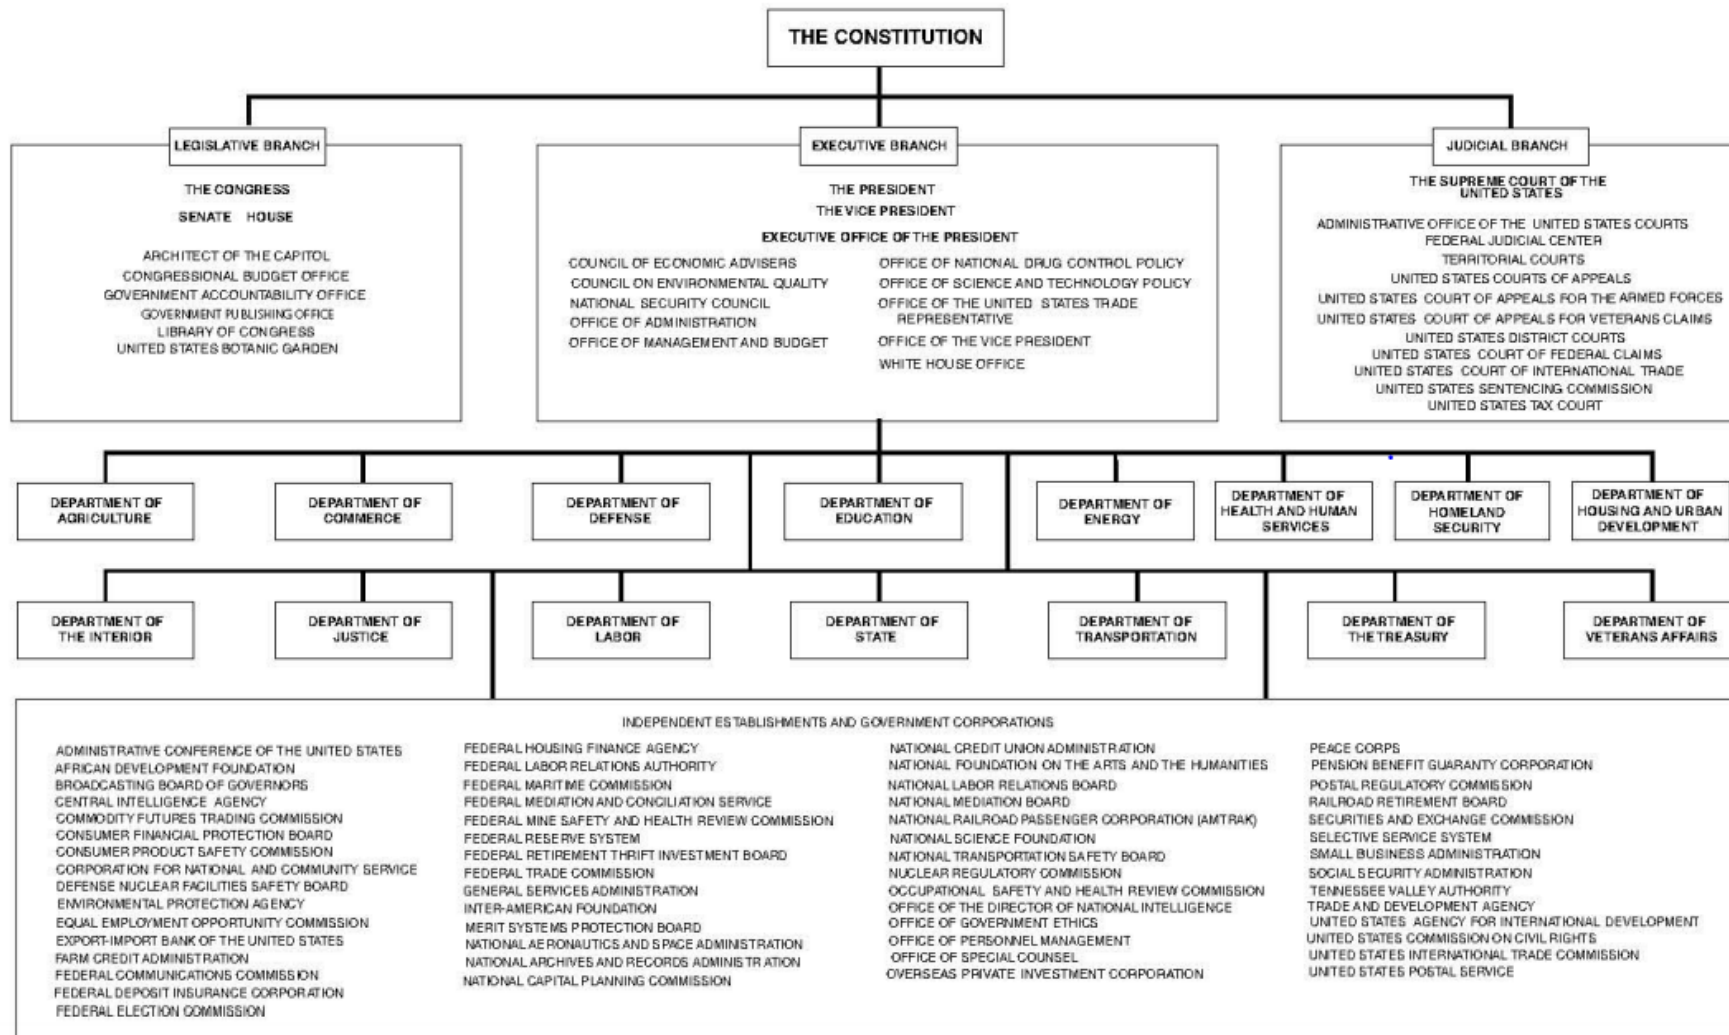 THE CONSTITUTION
LEGISLATIVE BRANCH
THE CONGRESS
SENATE HOUSE
ARCHITECT OF THE CAPITOL
CONGRESSIONAL BUDGET OFFICE
GOVERNMENT ACCOUNTABILITY OFFICE
GOVERNMENT PUBLISHING OFFICE
LIBRARY OF CONGRESS
UNITED STATES BOTANIC GARDEN
EXECUTIVE BRANCH
THE PRESIDENT
THE VICE PRESIDENT
EXECUTIVE OFFICE OF THE PRESIDENT
COUNCIL OF ECONOMIC ADVISERS
COUNCIL ON ENVIRONMENTAL QUALITY
NATIONAL SECURITY COUNCIL
OFFICE OF ADMINISTRATION
OFFICE OF MANAGEMENT AND BUDGET
OFFICE OF NATIONAL DRUG CONTROL POLICY
OFFICE OF SCIENCE AND TECHNOLOGY POLICY
OFFICE OF THE UNITED STATES TRADE
REPRESENTATIVE
OFFICE OF THE VICE PRESIDENT
WHITE HOUSE OFFICE
JUDICIAL BRANCH
THE SUPREME COURT OF THE
UNITED STATES
ADMINISTRATIVE OFFICE OF THE UNITED STATES COURTS
FEDERAL JUDICIAL CENTER
TERRITORIAL COURTS
UNITED STATES COURTS OF APPEALS
UNITED STATES COURT OF APPEALS FOR THE ARMED FORCES
UNITED STATES COURT OF APPEALS FOR VETERANS CLAIMS
UNITED STATES DISTRICT COURTS
UNITED STATES COURT OF FEDERAL CLAIMS
UNITED STATES COURT OF INTERNATIONAL TRADE
UNITED STATES SENTENCING COMMISSION
UNITED STATES TAX COURT
DEPARTMENT OF
AGRICULTURE
DEPARTMENT OF
COMMERCE
DEPARTMENT OF
DEFENSE
DEPARTMENT OF
EDUCATION
DEPARTMENT OF
ENERGY
DEPARTMENT OF
HEALTH AND HUMAN
SERVICES
DEPARTMENT OF
HOMELAND
SECURITY
DEPARTMENT OF
HOUSING AND URBAN
DEVELOPMENT
DEPARTMENT OF
THE INTERIOR
DEPARTMENT OF
JUSTICE
DEPARTMENT OF
LABOR
DEPARTMENT OF
STATE
DEPARTMENT OF
TRANSPORTATION
DEPARTMENT OF
THE TREASURY
DEPARTMENT OF
VETERANS AFFAIRS
INDEPENDENT ESTABLISHMENTS AND GOVERNMENT CORPORATIONS
ADMINISTRATIVE CONFERENCE OF THE UNITED STATES
AFRICAN DEVELOPMENT FOUNDATION
BROADCASTING BOARD OF GOVERNORS
CENTRAL INTELLIGENCE AGENCY
COMMODITY FUTURES TRADING COMMISSION
CONSUMER FINANCIAL PROTECTION BOARD
CONSUMER PRODUCT SAFETY COMMISSION
CORPORATION FOR NATIONAL AND COMMUNITY SERVICE
DEFENSE NUCLEAR FACILITIES SAFETY BOARD
ENVIRONMENTAL PROTECTION AGENCY
EQUAL EMPLOYMENT OPPORTUNITY COMMISSION
EXPORT-IMPORT BANK OF THE UNITED STATES
FARM CREDIT ADMINISTRATION
FEDERAL COMMUNICATIONS COMMISSION
FEDERAL DEPOSIT INSURANCE CORPORATION
FEDERAL ELECTION COMMISSION
FEDERAL HOUSING FINANCE AGENCY
FEDERAL LABOR RELATIONS AUTHORITY
FEDERAL MARITIME COMMISSION
FEDERAL MEDIATION AND CONCILIATION SERVICE
FEDERAL MINE SAFETY AND HEALTH REVIEW COMMISSION
FEDERAL RESERVE SYSTEM
FEDERAL RETIREMENT THRIFT INVESTMENT BOARD
FEDERAL TRADE COMMISSION
GENERAL SERVICES ADMINISTRATION
INTER-AMERICAN FOUNDATION
MERIT SYSTEMS PROTECTION BOARD
NATIONAL AERONAUTICS AND SPACE ADMINISTRATION
NATIONAL ARCHIVES AND RECORDS ADMINISTRATION
NATIONAL CAPITAL PLANNING COMMISSION
NATIONAL CREDIT UNION ADMINISTRATION
NATIONAL FOUNDATION ON THE ARTS AND THE HUMANITIES
NATIONAL LABOR RELATIONS BOARD
NATIONAL MEDIATION BOARD
NATIONAL RAILROAD PASSENGER CORPORATION (AMTRAK)
NATIONAL SCIENCE FOUNDATION
NATIONAL TRANSPORTATION SAFETY BOARD
NUCLEAR REGULATORY COMMISSION
OCCUPATIONAL SAFETY AND HEALTH REVIEW COMMISSION
OFFICE OF THE DIRECTOR OF NATIONAL INTELLIGENCE
OFFICE OF GOVERNMENT ETHICS
OFFICE OF PERSONNEL MANAGEMENT
OFFICE OF SPECIAL COUNSEL
OVERSEAS PRIVATE INVESTMENT CORPORATION
PEACE CORPS
PENSION BENEFIT GUARANTY CORPORATION
POSTAL REGULATORY COMMISSION
RAILROAD RETIREMENT BOARD
SECURITIES AND EXCHANGE COMMISSION
SELECTIVE SERVICE SYSTEM
SMALL BUSINESS ADMINISTRATION
SOCIAL SECURITY ADMINISTRATION
TENNESSEE VALLEY AUTHORITY
TRADE AND DEVELOPMENT AGENCY
UNITED STATES AGENCY FOR INTERNATIONAL DEVELOPMENT
UNITED STATES COMMISSION ON CIVIL RIGHTS
UNITED STATES INTERNATIONAL TRADE COMMISSION
UNITED STATES POSTAL SERVICE